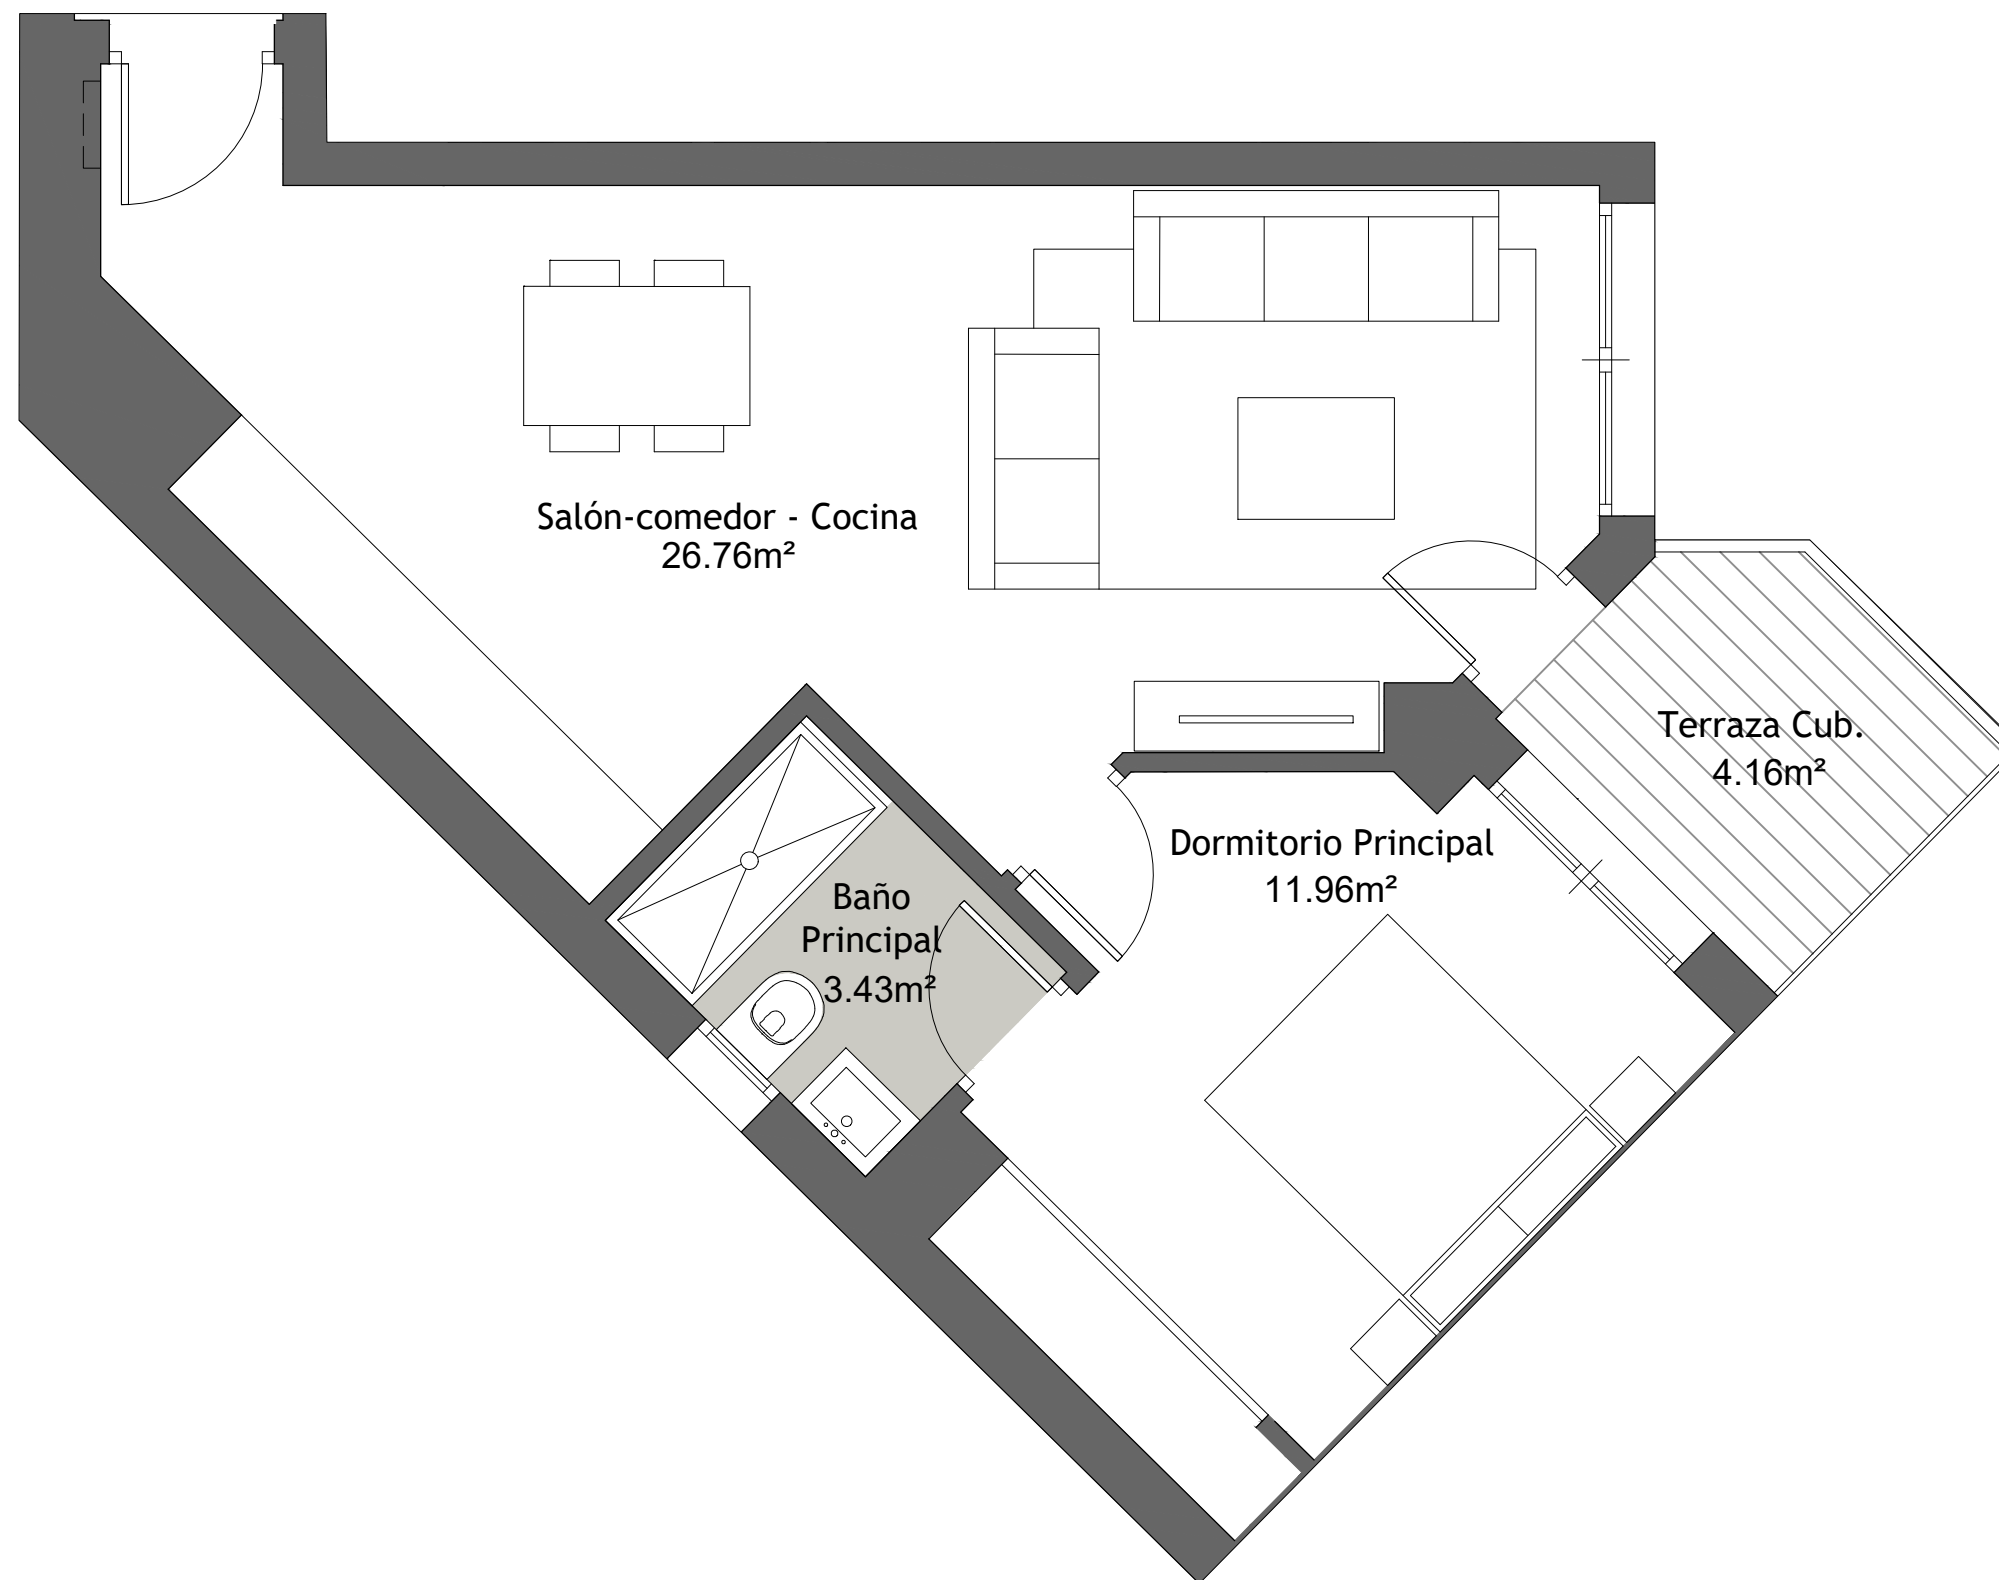 Salón-comedor - Cocina
26.76m²
Terraza Cub.
4.16m²
Dormitorio Principal
11.96m²
Baño
Principal
3.43m²